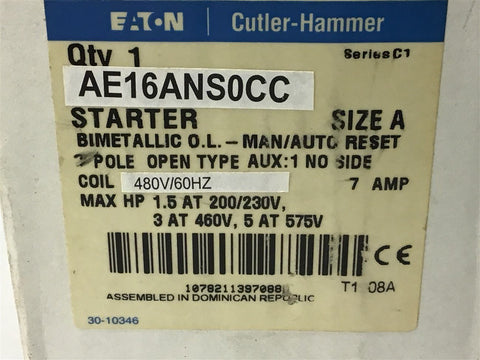 EATON Cutler-Hammer
Qty 1 Series C1
AE16ANS0CC
STARTER SIZE A
BIMETALLIC O.L. - MAN/AUTO RESET
POLE OPEN TYPE AUX:1 NO SIDE
COIL 480V/60HZ 7 AMP
MAX HP 1.5 AT 200/230V,
3 AT 460V, 5 AT 575V
CE
T1 08A
ASSEMBLED IN DOMINICAN REPUBLIC
30-10346